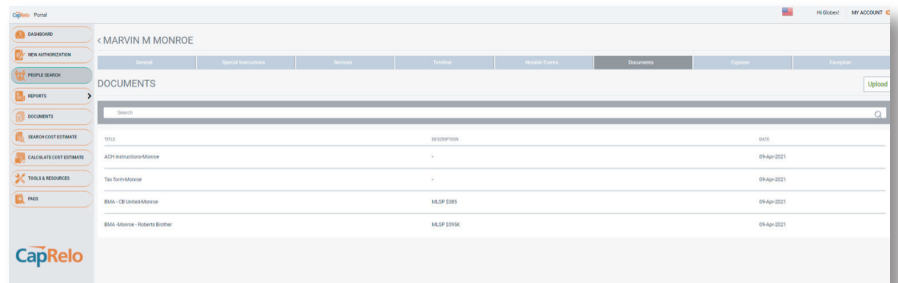 CapRelo Portal
Hi Globex! MY ACCOUNT
DASHBOARD
NEW AUTHORIZATION
PEOPLE SEARCH
REPORTS
DOCUMENTS
SEARCH COST ESTIMATE
CALCULATE COST ESTIMATE
TOOLS & RESOURCES
FAQS
CapRelo
< MARVIN M MONROE
General Special Instructions Services Timeline Notable Events Documents Expense Exception
DOCUMENTS
Upload
Search
TITLE DESCRIPTION DATE
ACH Instructions-Monroe - 09-Apr-2021
Tax form-Monroe - 09-Apr-2021
BMA - CB United-Monroe MLSP $385 09-Apr-2021
BMA -Monroe - Roberts Brother MLSP $395K 09-Apr-2021